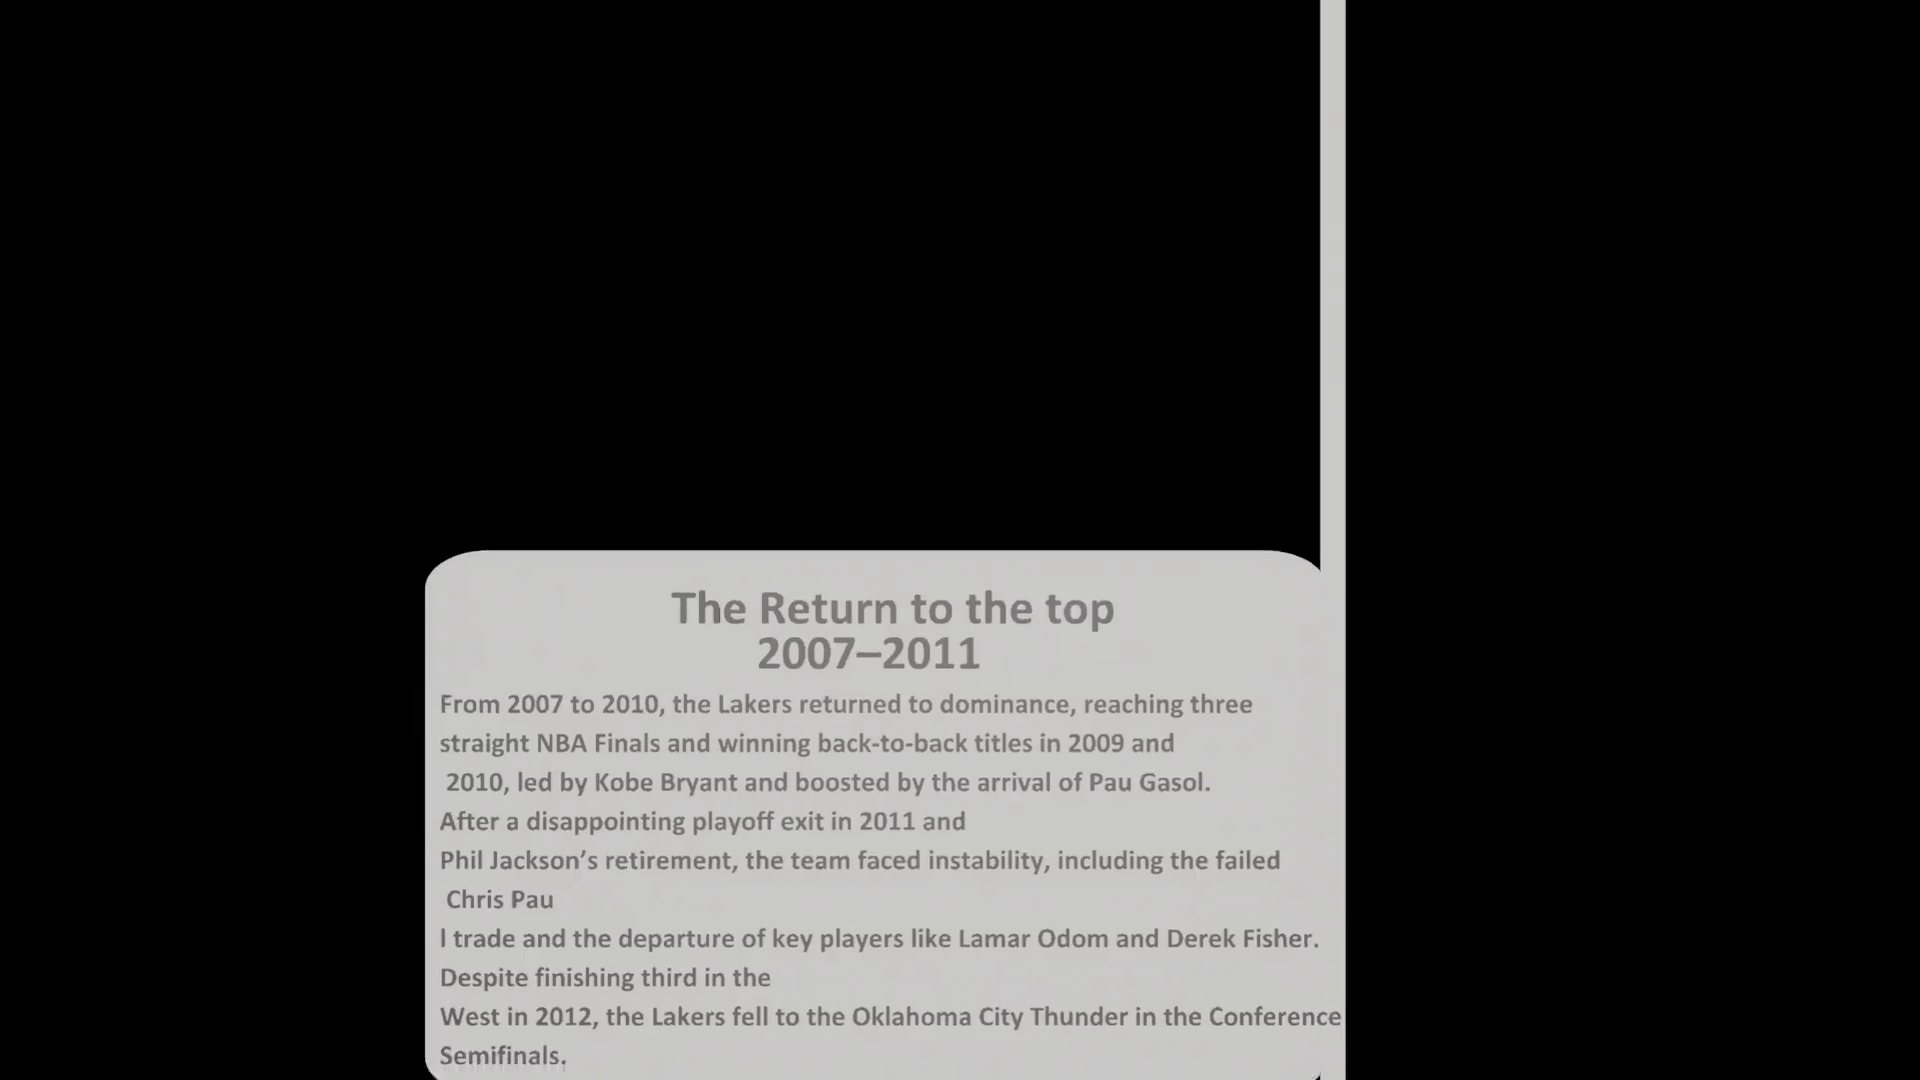 The Return to the top
2007–2011
From 2007 to 2010, the Lakers returned to dominance, reaching three
straight NBA Finals and winning back-to-back titles in 2009 and
2010, led by Kobe Bryant and boosted by the arrival of Pau Gasol.
After a disappointing playoff exit in 2011 and
Phil Jackson’s retirement, the team faced instability, including the failed
Chris Pau
l trade and the departure of key players like Lamar Odom and Derek Fisher.
Despite finishing third in the
West in 2012, the Lakers fell to the Oklahoma City Thunder in the Conference
Semifinals.